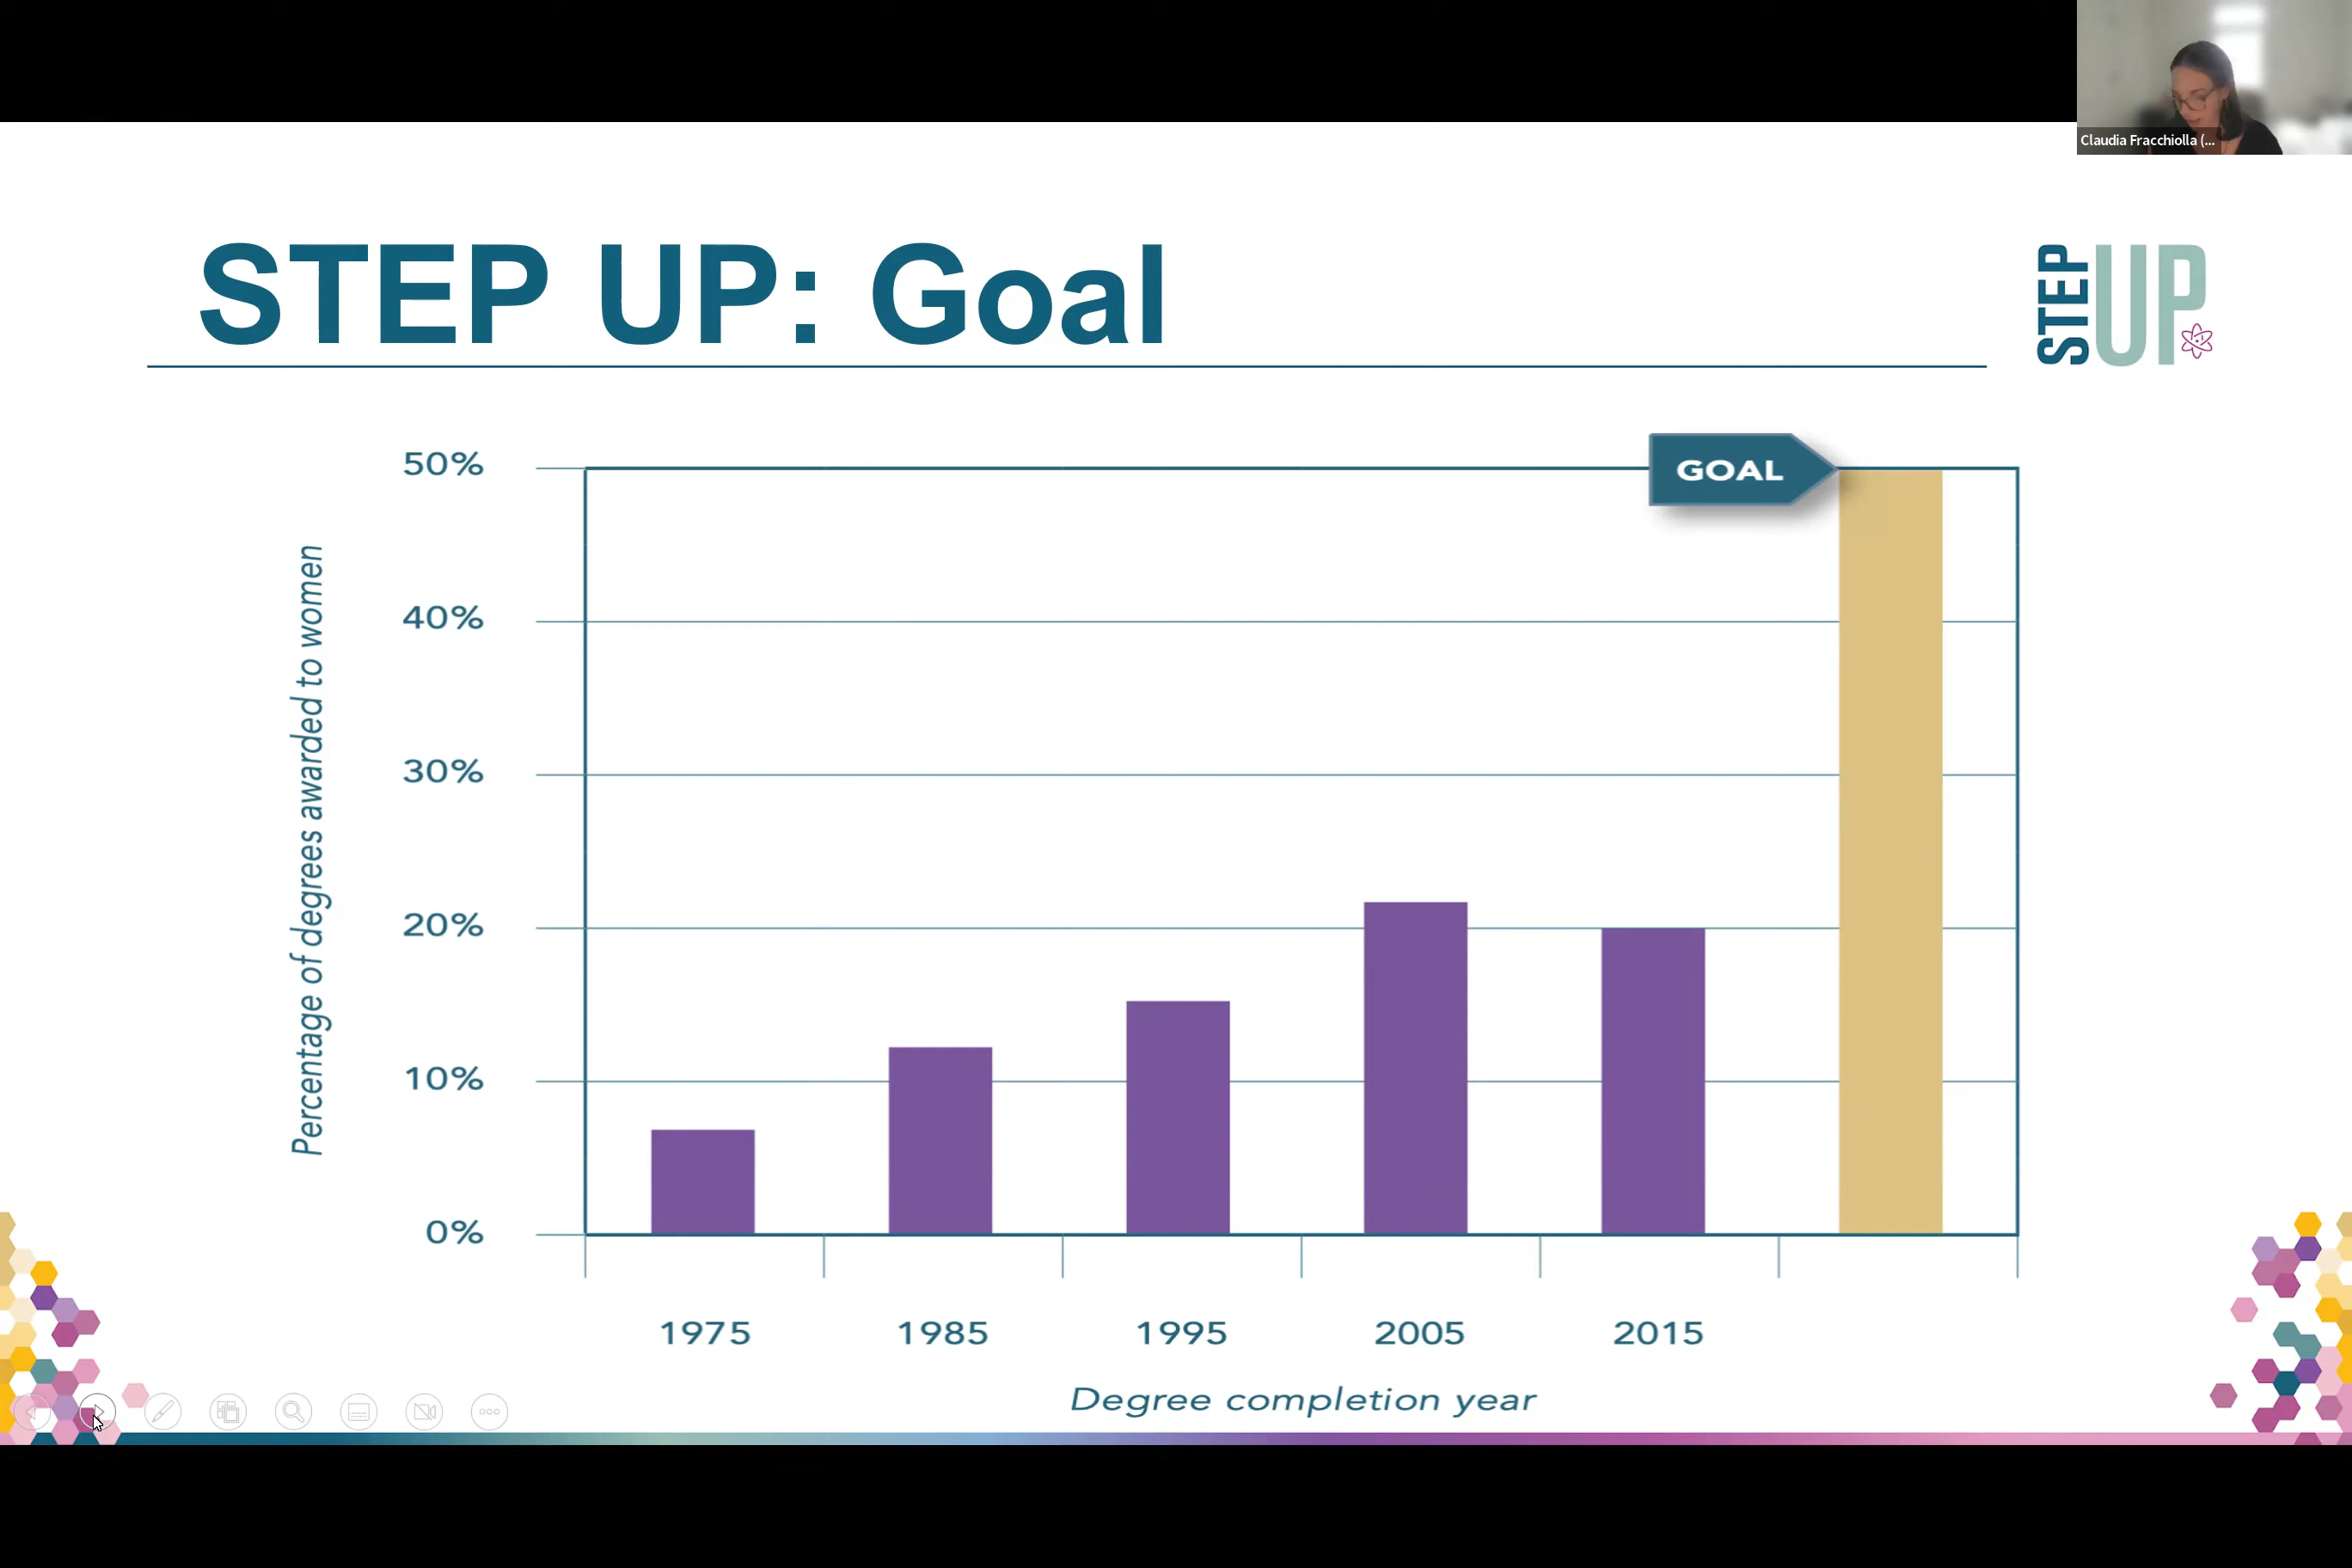 Claudia Fracchiolla (...
STEP UP: Goal
STEP UP
50%
GOAL
40%
30%
20%
10%
0%
Percentage of degrees awarded to women
1975 1985 1995 2005 2015
Degree completion year